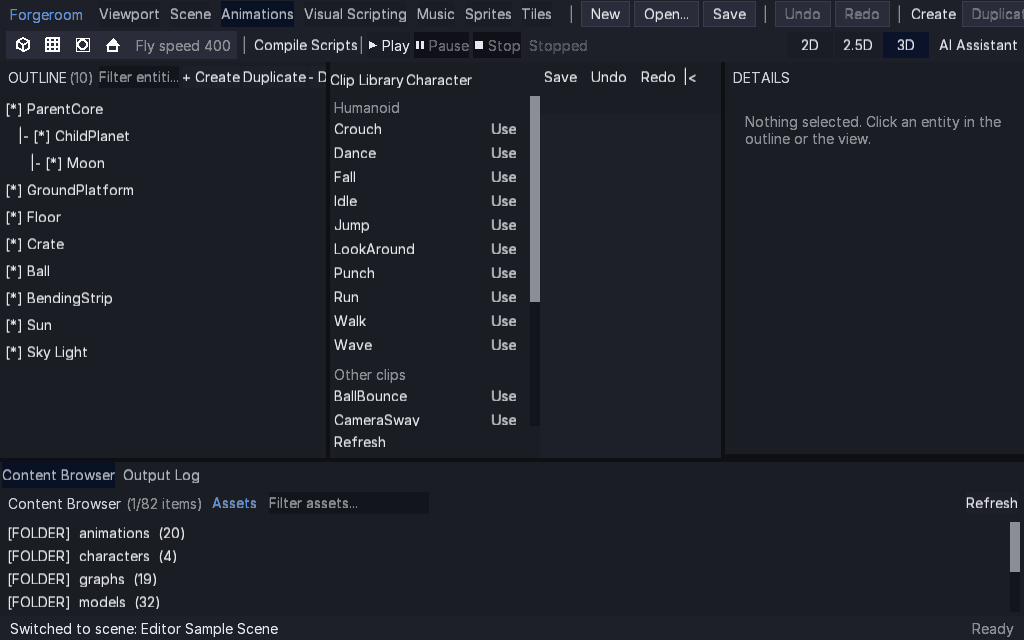 Forgeroom Viewport Scene Animations Visual Scripting Music Sprites Tiles | New Open... Save | Undo Redo | Create Duplicat
Fly speed 400 | Compile Scripts | Play Pause Stop Stopped 2D 2.5D 3D AI Assistant
OUTLINE (10) Filter entiti... + Create Duplicate - D
[*] ParentCore
|- [*] ChildPlanet
|- [*] Moon
[*] GroundPlatform
[*] Floor
[*] Crate
[*] Ball
[*] BendingStrip
[*] Sun
[*] Sky Light
Clip Library Character Save Undo Redo |<
Humanoid
Crouch Use
Dance Use
Fall Use
Idle Use
Jump Use
LookAround Use
Punch Use
Run Use
Walk Use
Wave Use
Other clips
BallBounce Use
CameraSway Use
Refresh
DETAILS
Nothing selected. Click an entity in the
outline or the view.
Content Browser Output Log
Content Browser (1/82 items) Assets Filter assets... Refresh
[FOLDER] animations (20)
[FOLDER] characters (4)
[FOLDER] graphs (19)
[FOLDER] models (32)
Switched to scene: Editor Sample Scene Ready